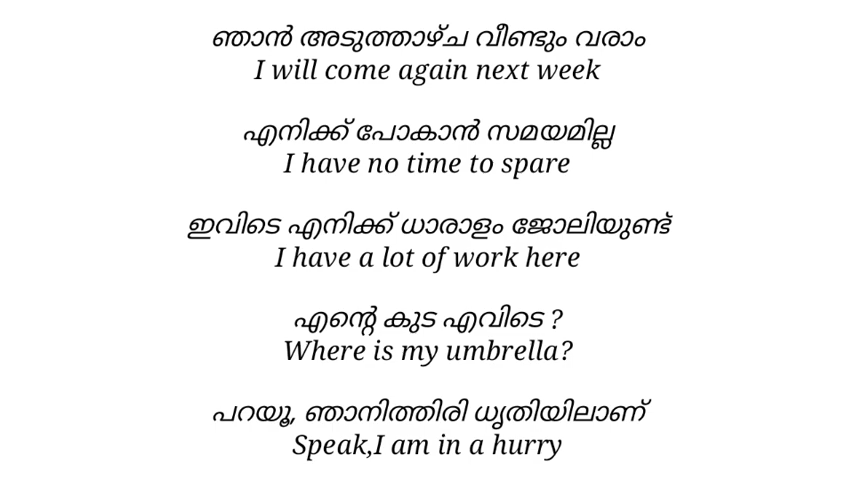 ഞാൻ അടുത്താഴ്ച വീണ്ടും വരാം
I will come again next week
എനിക്ക് പോകാൻ സമയമില്ല
I have no time to spare
ഇവിടെ എനിക്ക് ധാരാളം ജോലിയുണ്ട്
I have a lot of work here
എന്റെ കുട എവിടെ ?
Where is my umbrella?
പറയൂ, ഞാനിത്തിരി ധൃതിയിലാണ്
Speak,I am in a hurry